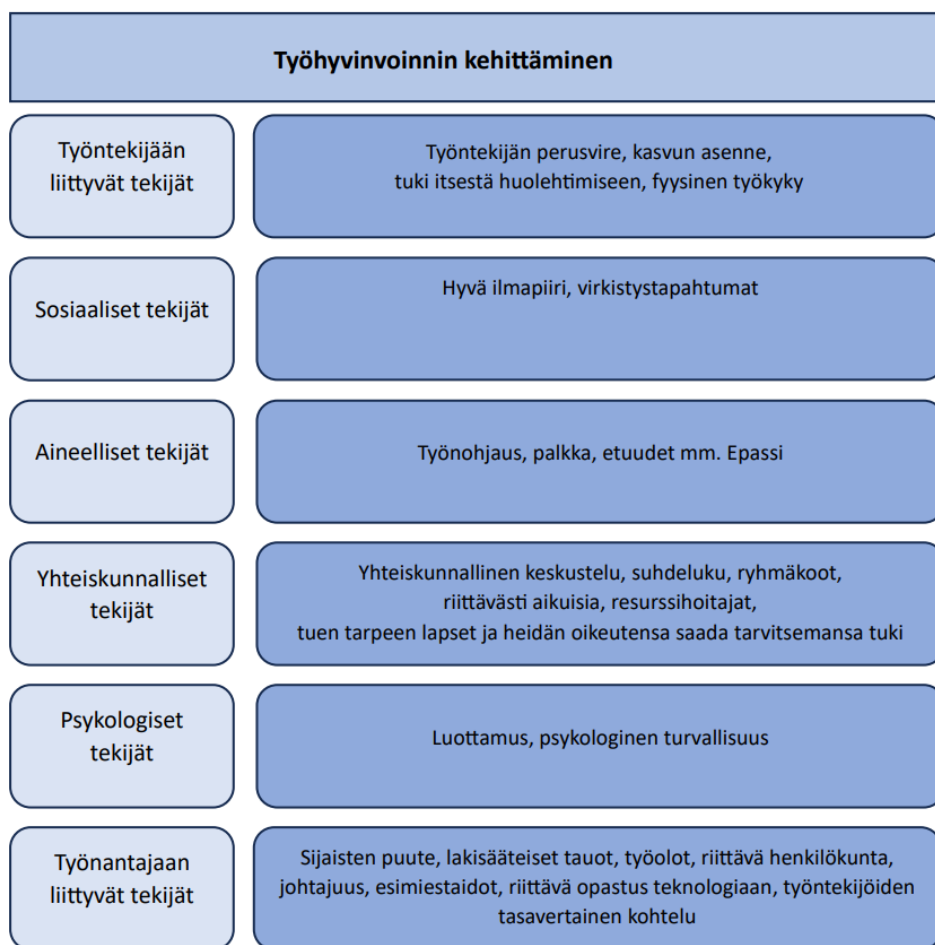 Työhyvinvoinnin kehittäminen
Työntekijään
liittyvät tekijät
Työntekijän perusvire, kasvun asenne,
tuki itsestä huolehtimiseen, fyysinen työkyky
Sosiaaliset tekijät
Hyvä ilmapiiri, virkistystapahtumat
Aineelliset tekijät
Työnohjaus, palkka, etuudet mm. Epassi
Yhteiskunnalliset
tekijät
Yhteiskunnallinen keskustelu, suhdeluku, ryhmäkoot,
riittävästi aikuisia, resurssihoitajat,
tuen tarpeen lapset ja heidän oikeutensa saada tarvitsemansa tuki
Psykologiset
tekijät
Luottamus, psykologinen turvallisuus
Työnantajaan
liittyvät tekijät
Sijaisten puute, lakisääteiset tauot, työolot, riittävä henkilökunta,
johtajuus, esimiestaidot, riittävä opastus teknologiaan, työntekijöiden
tasavertainen kohtelu